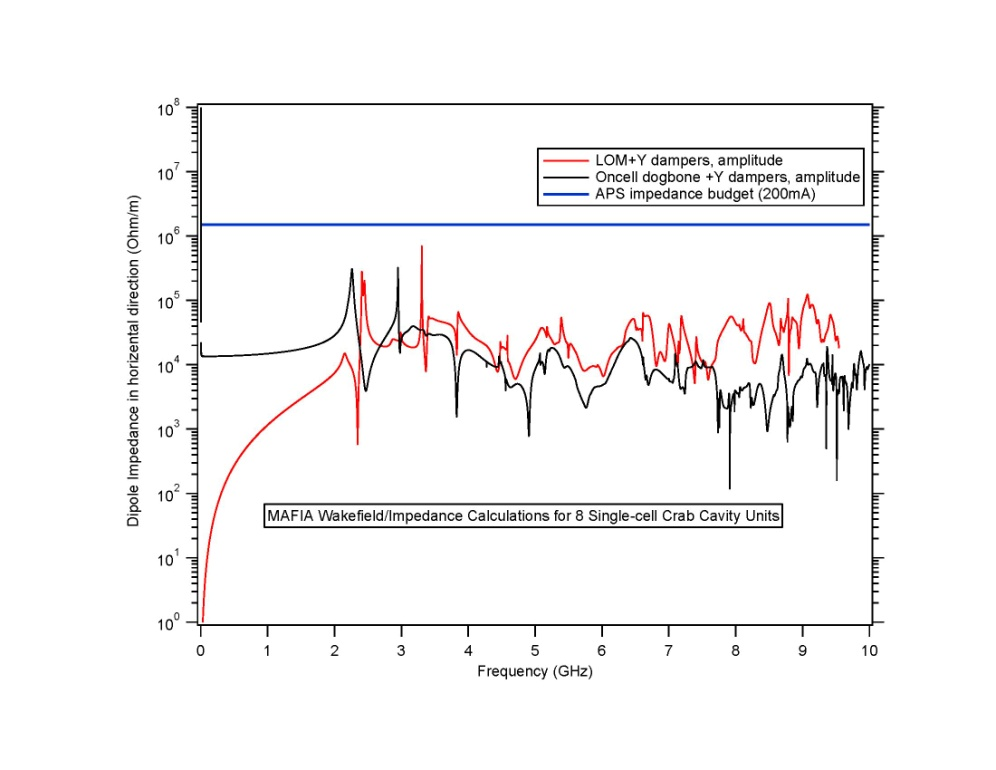 10^8
10^7
10^6
10^5
10^4
10^3
10^2
10^1
10^0
Dipole Impedance in horizental direction (Ohm/m)
LOM+Y dampers, amplitude
Oncell dogbone +Y dampers, amplitude
APS impedance budget (200mA)
MAFIA Wakefield/Impedance Calculations for 8 Single-cell Crab Cavity Units
0 1 2 3 4 5 6 7 8 9 10
Frequency (GHz)